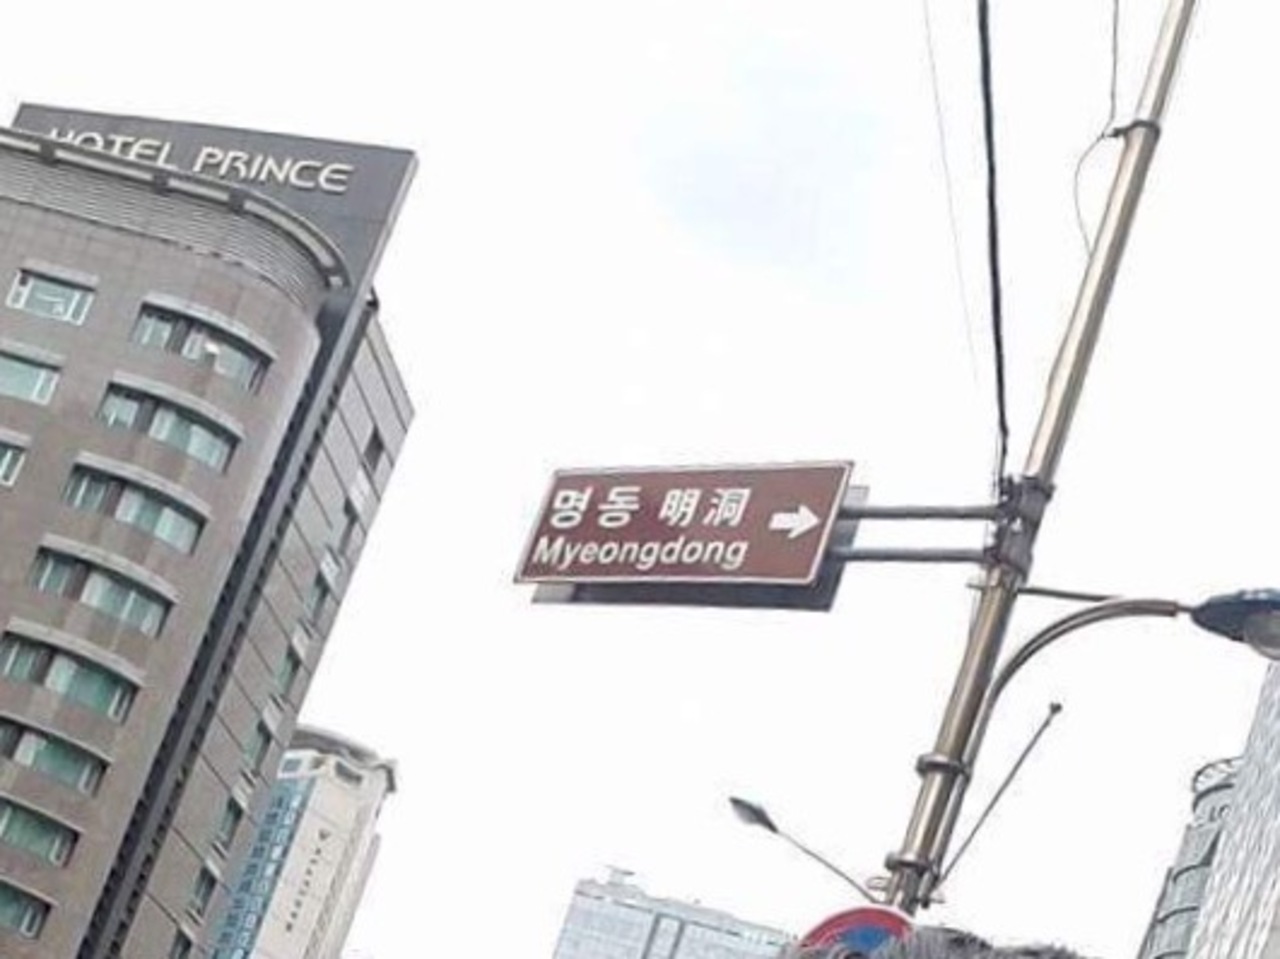 HOTEL PRINCE
명동 明洞
Myeongdong